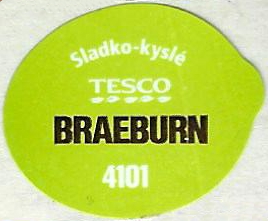 Sladko-kyslé
TESCO
BRAEBURN
4101